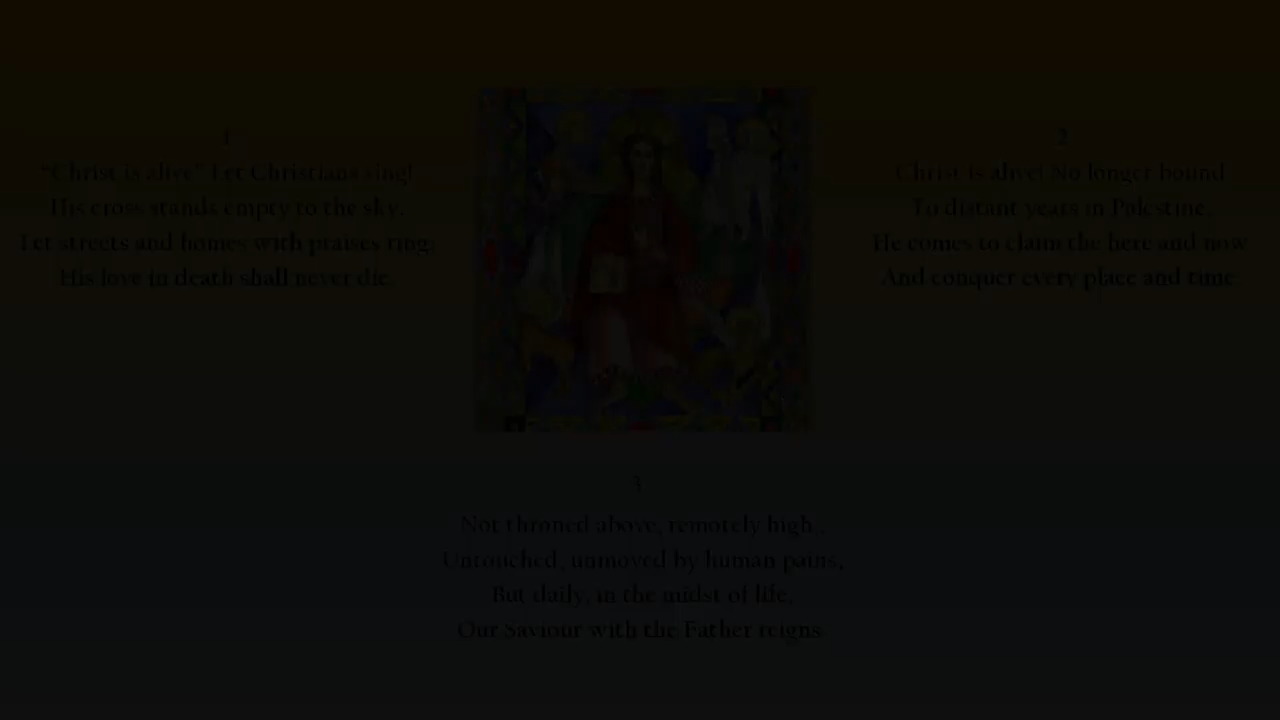 1
"Christ is alive" Let Christians sing!
His cross stands empty to the sky.
Let streets and homes with praises ring.
His love in death shall never die.
2
Christ is alive! No longer bound
To distant years in Palestine.
He comes to claim the here and now
And conquer every place and time.
3
Not throned above, remotely high,
Untouched, unmoved by human pains,
But daily, in the midst of life,
Our Saviour with the Father reigns.